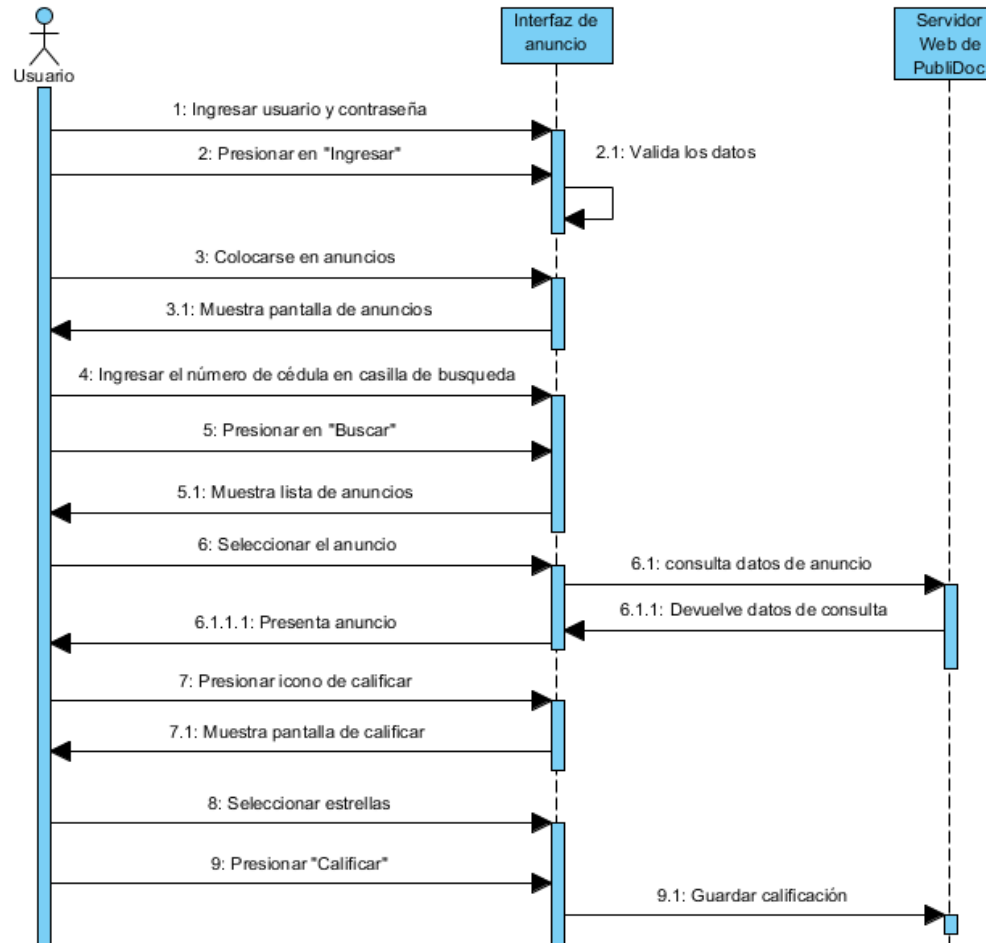 Usuario
Interfaz de
anuncio
Servidor
Web de
PubliDoc
1: Ingresar usuario y contraseña
2: Presionar en "Ingresar"
2.1: Valida los datos
3: Colocarse en anuncios
3.1: Muestra pantalla de anuncios
4: Ingresar el número de cédula en casilla de busqueda
5: Presionar en "Buscar"
5.1: Muestra lista de anuncios
6: Seleccionar el anuncio
6.1: consulta datos de anuncio
6.1.1: Devuelve datos de consulta
6.1.1.1: Presenta anuncio
7: Presionar icono de calificar
7.1: Muestra pantalla de calificar
8: Seleccionar estrellas
9: Presionar "Calificar"
9.1: Guardar calificación